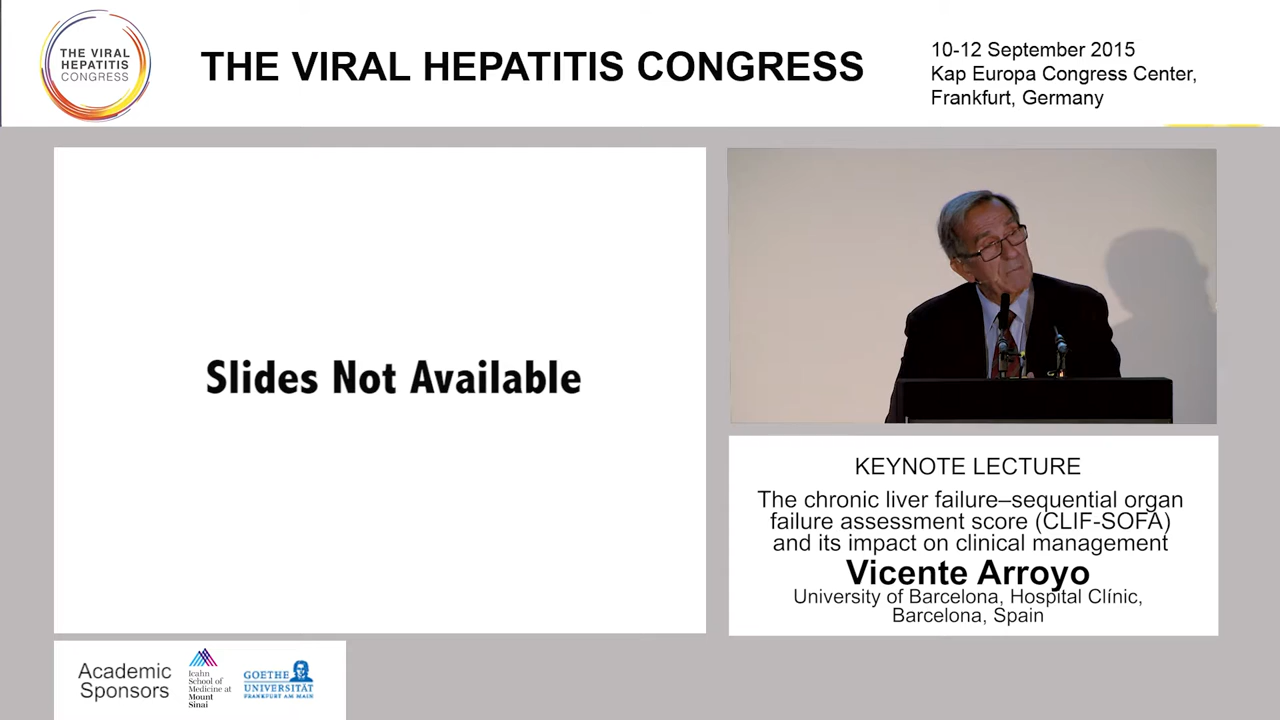 THE VIRAL
HEPATITIS
CONGRESS
THE VIRAL HEPATITIS CONGRESS
10-12 September 2015
Kap Europa Congress Center,
Frankfurt, Germany
Slides Not Available
KEYNOTE LECTURE
The chronic liver failure–sequential organ
failure assessment score (CLIF-SOFA)
and its impact on clinical management
Vicente Arroyo
University of Barcelona, Hospital Clínic,
Barcelona, Spain
Academic
Sponsors
Icahn
School of
Medicine at
Mount
Sinai
GOETHE
UNIVERSITÄT
FRANKFURT AM MAIN